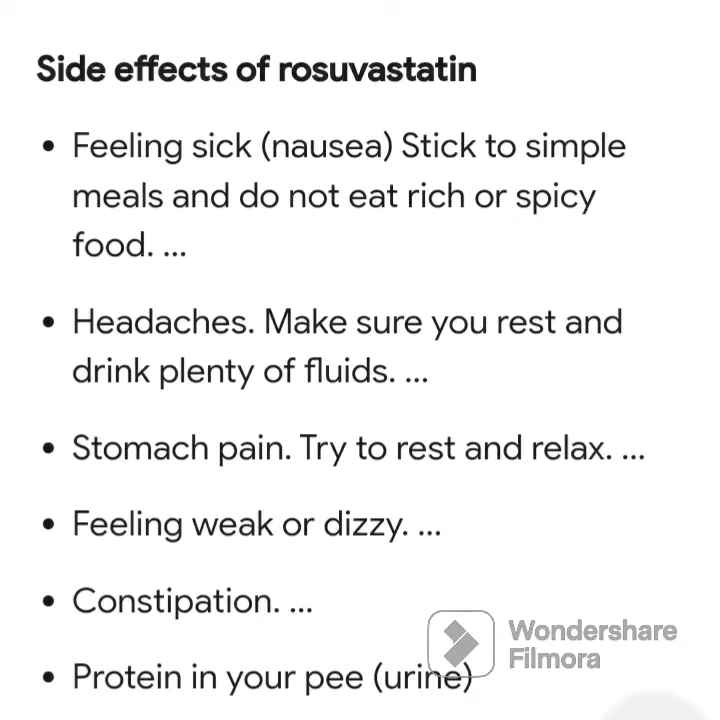 Side effects of rosuvastatin
• Feeling sick (nausea) Stick to simple
meals and do not eat rich or spicy
food. ...
• Headaches. Make sure you rest and
drink plenty of fluids. ...
• Stomach pain. Try to rest and relax. ...
• Feeling weak or dizzy. ...
• Constipation. ...
• Protein in your pee (urine)
Wondershare
Filmora